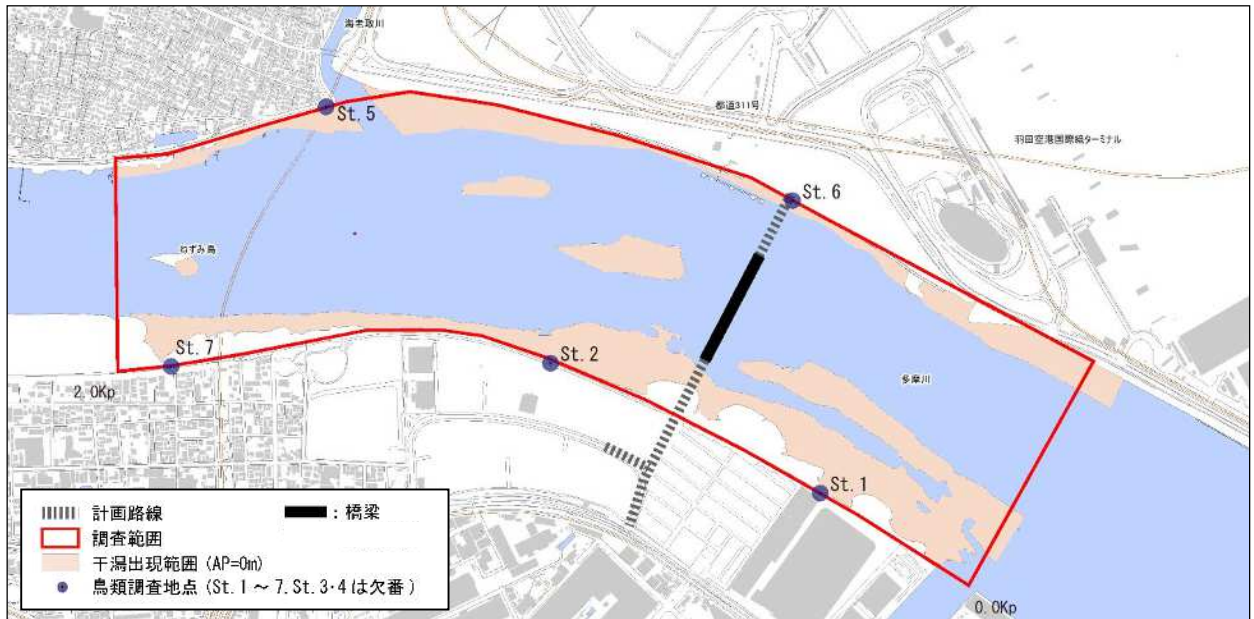 海老取川
St. 5
都道311号
羽田空港国際線ターミナル
St. 6
ねずみ島
St. 7
St. 2
多摩川
2.0Kp
St. 1
計画路線
：橋梁
調査範囲
干潟出現範囲 (AP=0m)
鳥類調査地点 (St. 1 ～ 7. St. 3・4 は欠番 )
0.0Kp